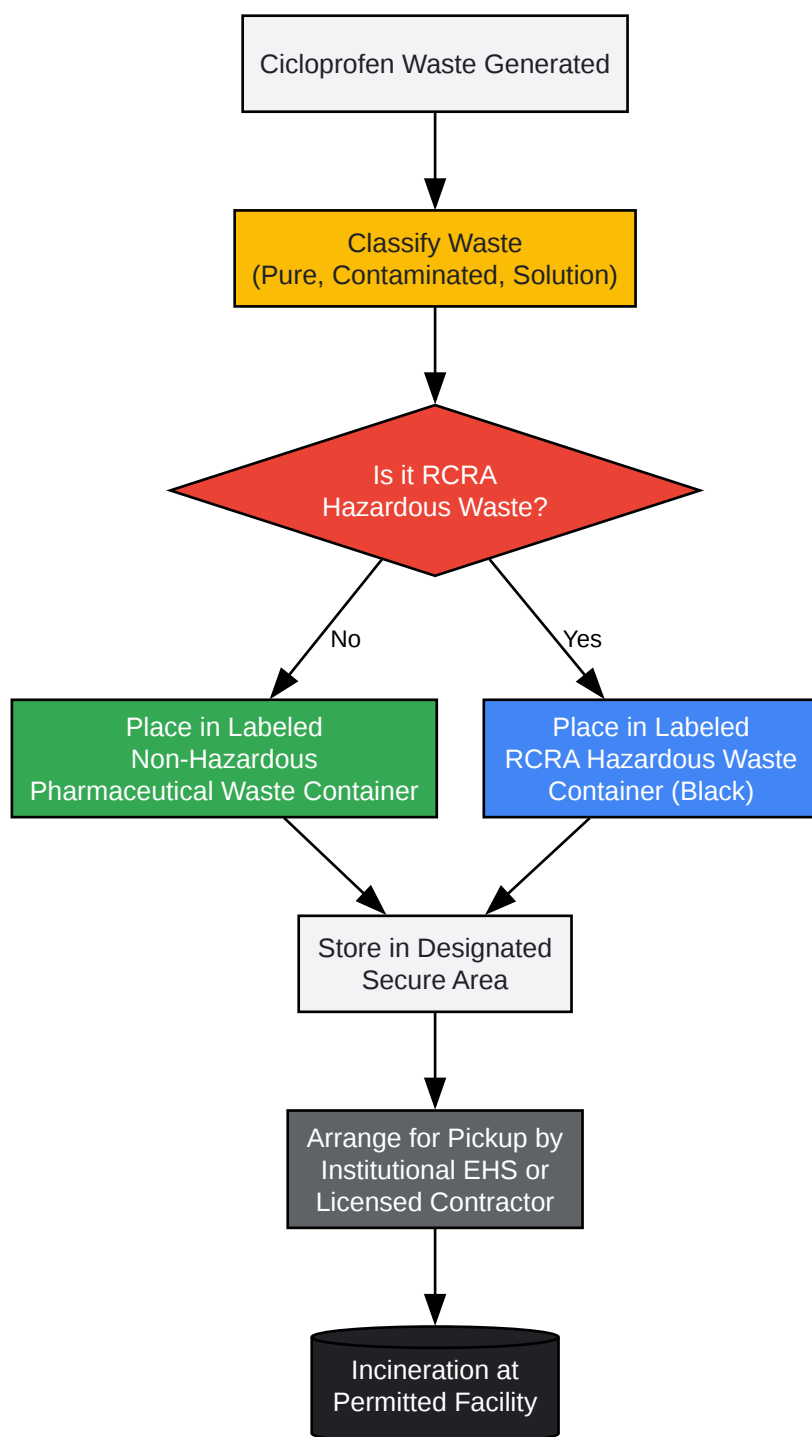 Cicloprofen Waste Generated
Classify Waste
(Pure, Contaminated, Solution)
Is it RCRA
Hazardous Waste?
No
Yes
Place in Labeled
Non-Hazardous
Pharmaceutical Waste Container
Place in Labeled
RCRA Hazardous Waste
Container (Black)
Store in Designated
Secure Area
Arrange for Pickup by
Institutional EHS or
Licensed Contractor
Incineration at
Permitted Facility